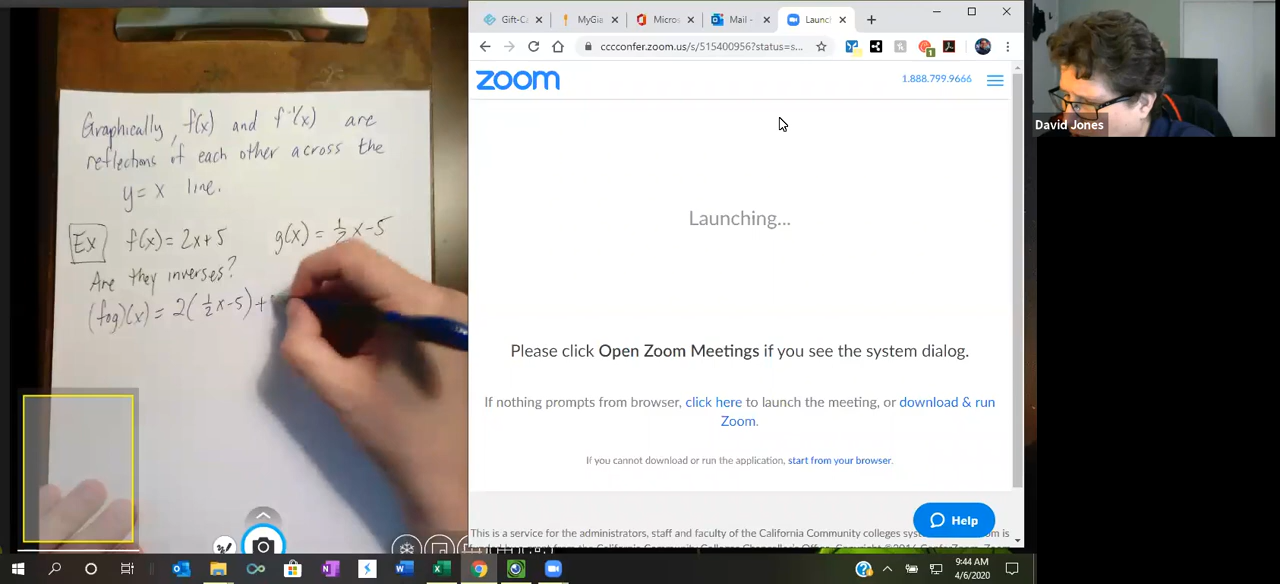 Graphically, f(x) and f⁻¹(x) are
reflections of each other across the
y = x line.
Ex f(x) = 2x + 5 g(x) = ½x - 5
Are they inverses?
(f∘g)(x) = 2(½x-5)+
Gift-C
MyGia
Micros
Mail -
Launc
ccconfer.zoom.us/s/515400956?status=s...
zoom
1.888.799.9666
Launching...
Please click Open Zoom Meetings if you see the system dialog.
If nothing prompts from browser, click here to launch the meeting, or download & run
Zoom.
If you cannot download or run the application, start from your browser.
Help
This is a service for the administrators, staff and faculty of the California Community colleges
David Jones
9:44 AM
4/6/2020